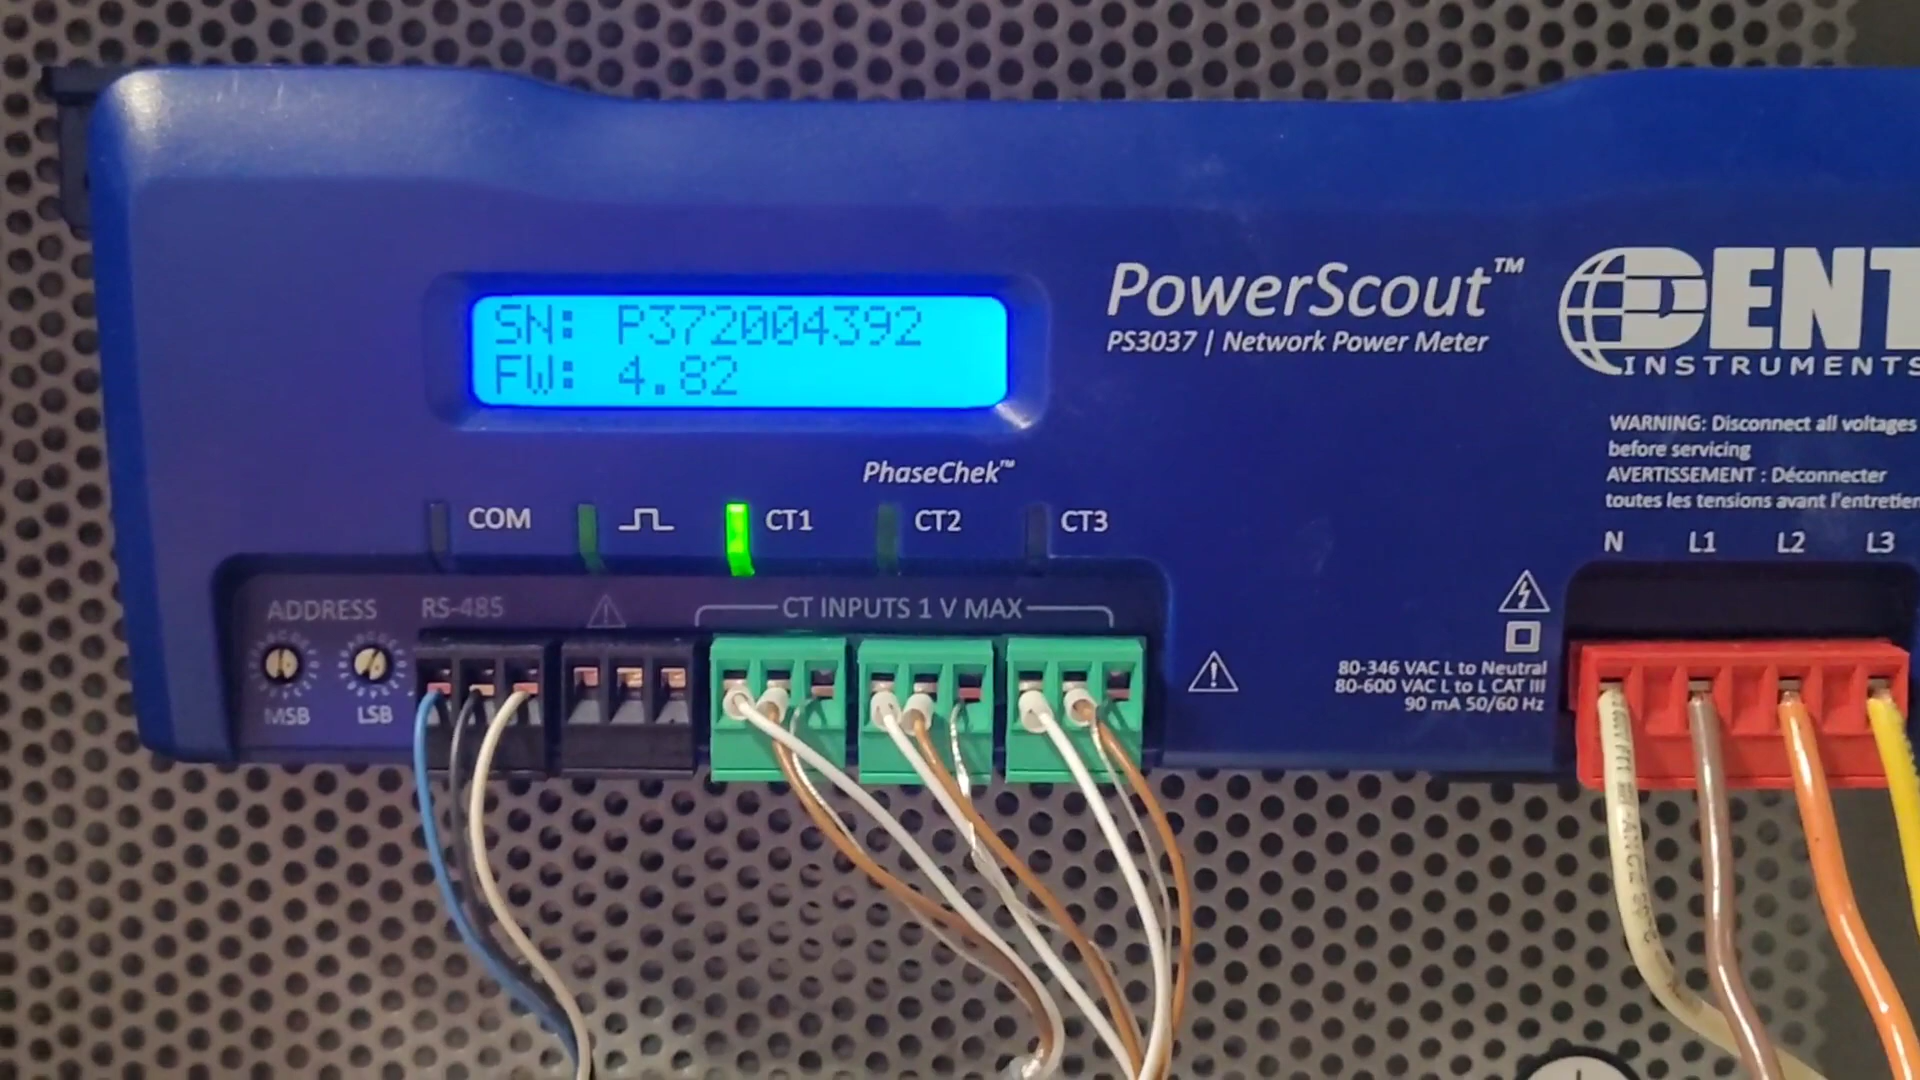 SN: P372004392
FW: 4.82
PowerScout™
PS3037 | Network Power Meter
DENT
INSTRUMENTS
WARNING: Disconnect all voltages
before servicing
AVERTISSEMENT : Déconnecter
toutes les tensions avant l'entretien
PhaseChek™
COM
CT1
CT2
CT3
N L1 L2 L3
ADDRESS
MSB LSB
RS-485
CT INPUTS 1 V MAX
80-346 VAC L to Neutral
80-600 VAC L to L CAT III
90 mA 50/60 Hz